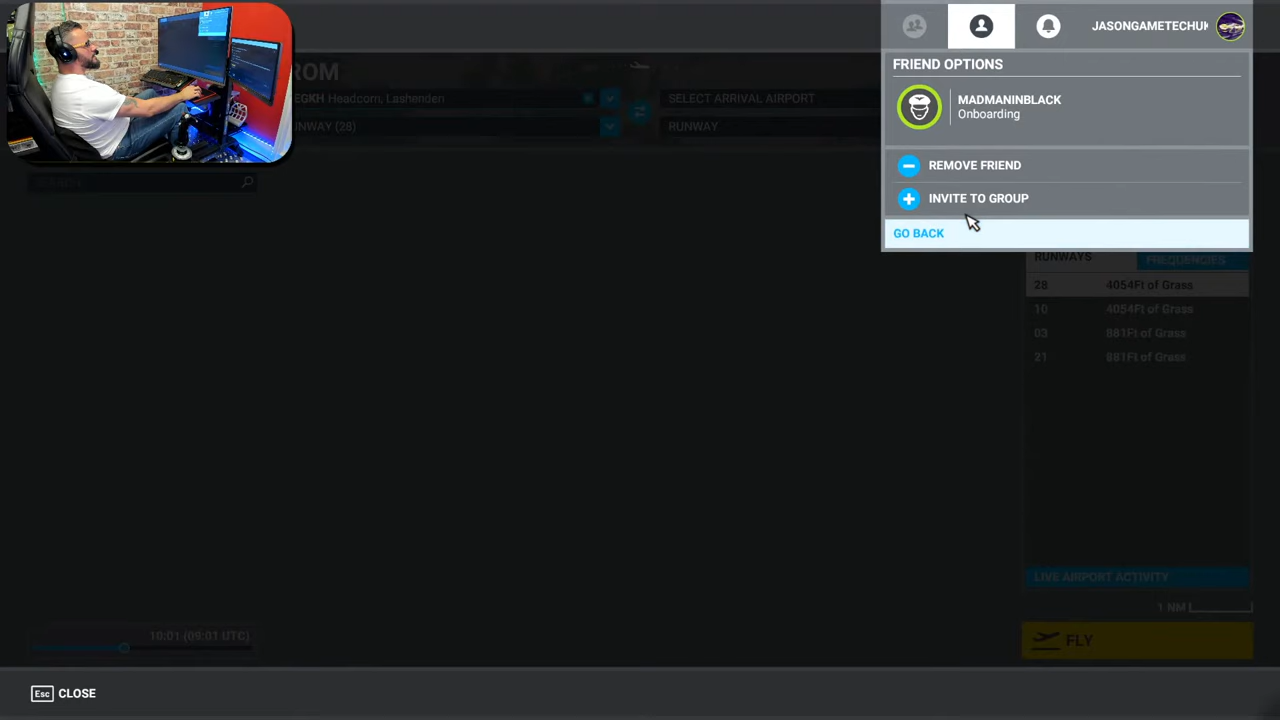 JASONGAMETECHUK
FRIEND OPTIONS
MADMANINBLACK
Onboarding
REMOVE FRIEND
INVITE TO GROUP
GO BACK
ROM
EGKH Headcorn, Lashenden
SELECT ARRIVAL AIRPORT
RUNWAY (28)
RUNWAY
SEARCH
RUNWAYS
FREQUENCIES
28 4054Ft of Grass
10 4054Ft of Grass
03 881Ft of Grass
21 881Ft of Grass
LIVE AIRPORT ACTIVITY
1 NM
10:01 (09:01 UTC)
FLY
Esc CLOSE